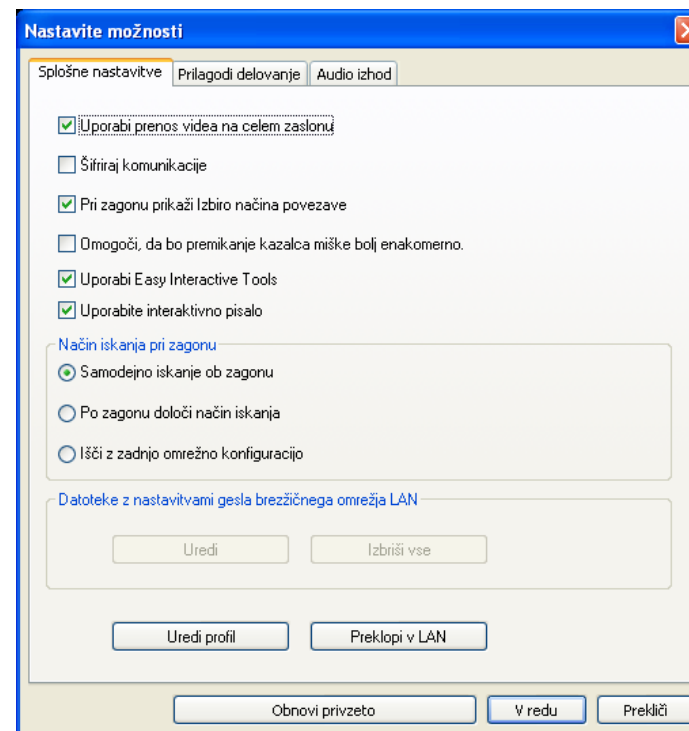 Nastavite možnosti
Splošne nastavitve Prilagodi delovanje Audio izhod
Uporabi prenos videa na celem zaslonu
Šifriraj komunikacije
Pri zagonu prikaži Izbiro načina povezave
Omogoči, da bo premikanje kazalca miške bolj enakomerno.
Uporabi Easy Interactive Tools
Uporabite interaktivno pisalo
Način iskanja pri zagonu
Samodejno iskanje ob zagonu
Po zagonu določi način iskanja
Išči z zadnjo omrežno konfiguracijo
Datoteke z nastavitvami gesla brezžičnega omrežja LAN
Uredi Izbriši vse
Uredi profil Preklopi v LAN
Obnovi privzeto V redu Prekliči